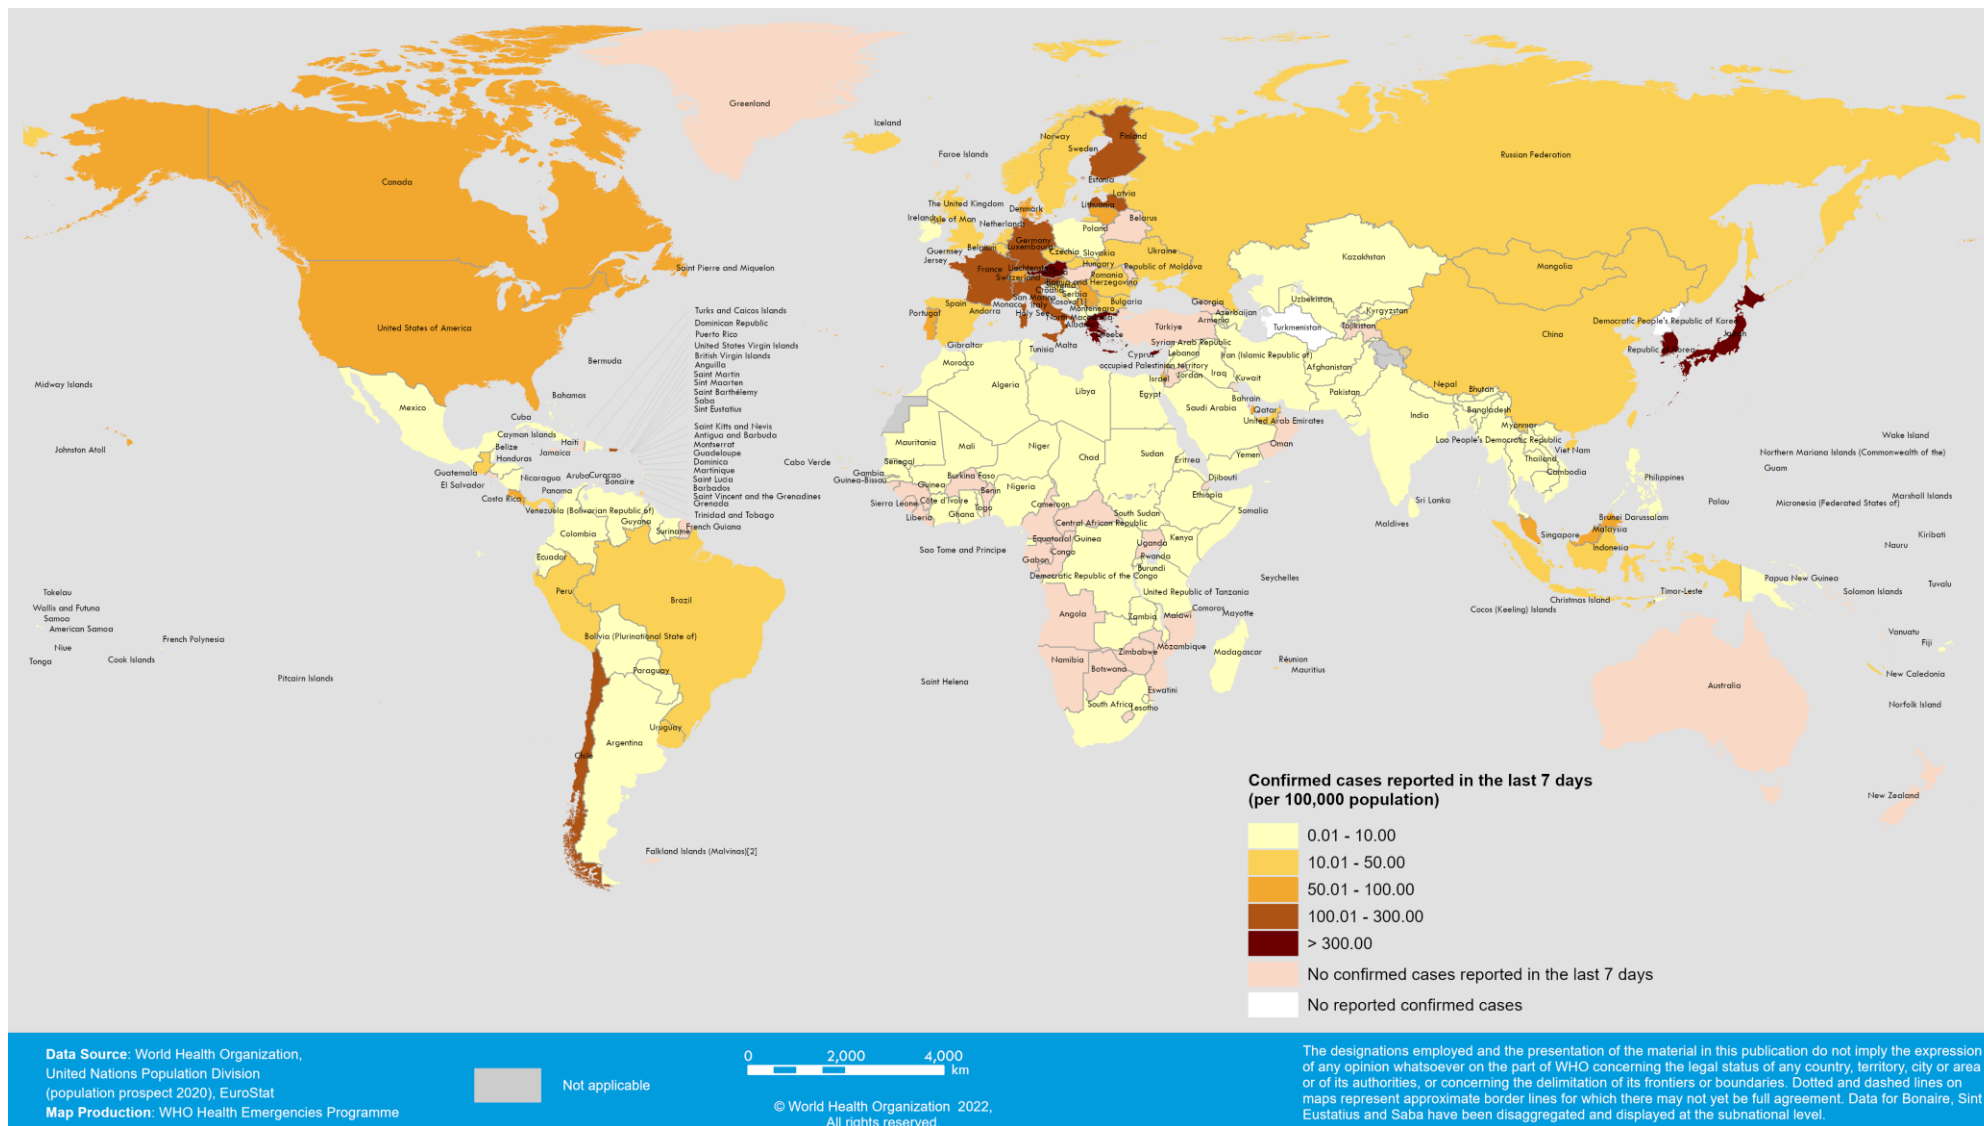 Greenland
Iceland
Norway
Finland
Sweden
Russian Federation
Faroe Islands
Canada
Estonia
Latvia
The United Kingdom
Denmark
Lithuania
Ireland
Isle of Man
Netherlands
Belarus
Poland
Germany
Guernsey
Belgium
Luxembourg
Czechia
Slovakia
Ukraine
Jersey
Kazakhstan
Saint Pierre and Miquelon
France
Hungary
Republic of Moldova
Mongolia
Switzerland
Romania
Bosnia and Herzegovina
Croatia
Serbia
San Marino
Spain
Monaco
Italy
Kosovo[1]
Bulgaria
Georgia
Uzbekistan
Andorra
Montenegro
Kyrgyzstan
Turks and Caicos Islands
Portugal
Holy See
Azerbaijan
Armenia
Dominican Republic
United States of America
Türkiye
Turkmenistan
Tajikistan
Democratic People's Republic of Korea
China
Puerto Rico
United States Virgin Islands
Gibraltar
Tunisia
Malta
Syrian Arab Republic
Republic of Korea
British Virgin Islands
Bermuda
Cyprus
Lebanon
Iran (Islamic Republic of)
Anguilla
Morocco
occupied Palestinian territory
Afghanistan
Saint Martin
Israel
Jordan
Iraq
Kuwait
Midway Islands
Sint Maarten
Algeria
Libya
Egypt
Pakistan
Nepal
Bhutan
Saint Barthélemy
Bahamas
Saba
Bahrain
Sint Eustatius
Mexico
Saudi Arabia
Qatar
India
Bangladesh
Cuba
United Arab Emirates
Saint Kitts and Nevis
Myanmar
Antigua and Barbuda
Cayman Islands
Haiti
Mauritania
Mali
Niger
Oman
Lao People's Democratic Republic
Wake Island
Johnston Atoll
Belize
Jamaica
Montserrat
Guadeloupe
Sudan
Yemen
Viet Nam
Northern Mariana Islands (Commonwealth of the)
Honduras
Dominica
Cabo Verde
Senegal
Chad
Eritrea
Thailand
Guam
Guatemala
Nicaragua
Aruba
Curaçao
Bonaire
Martinique
Gambia
Guinea-Bissau
Burkina Faso
Djibouti
Cambodia
Philippines
El Salvador
Panama
Saint Lucia
Barbados
Guinea
Benin
Nigeria
Ethiopia
Costa Rica
Saint Vincent and the Grenadines
Grenada
Sierra Leone
Côte d'Ivoire
Togo
Cameroon
Sri Lanka
Palau
Micronesia (Federated States of)
Marshall Islands
Venezuela (Bolivarian Republic of)
Trinidad and Tobago
Liberia
Ghana
South Sudan
Somalia
Maldives
Brunei Darussalam
Guyana
Suriname
French Guiana
Central African Republic
Malaysia
Colombia
Equatorial Guinea
Kenya
Singapore
Kiribati
Ecuador
Sao Tome and Principe
Gabon
Congo
Uganda
Rwanda
Indonesia
Nauru
Burundi
Democratic Republic of the Congo
Seychelles
Papua New Guinea
Tuvalu
Tokelau
Peru
Brazil
United Republic of Tanzania
Christmas Island
Timor-Leste
Solomon Islands
Wallis and Futuna
Samoa
Angola
Zambia
Malawi
Comoros
Mayotte
Cocos (Keeling) Islands
American Samoa
French Polynesia
Bolivia (Plurinational State of)
Vanuatu
Fiji
Niue
Mozambique
Tonga
Cook Islands
Namibia
Zimbabwe
Madagascar
Réunion
Mauritius
Pitcairn Islands
Paraguay
Botswana
New Caledonia
Saint Helena
Eswatini
Australia
South Africa
Lesotho
Norfolk Island
Uruguay
Argentina
Chile
New Zealand
Falkland Islands (Malvinas)[2]
Confirmed cases reported in the last 7 days
(per 100,000 population)
0.01 - 10.00
10.01 - 50.00
50.01 - 100.00
100.01 - 300.00
> 300.00
No confirmed cases reported in the last 7 days
No reported confirmed cases
Data Source: World Health Organization,
United Nations Population Division
(population prospect 2020), EuroStat
Map Production: WHO Health Emergencies Programme
Not applicable
0 2,000 4,000
km
© World Health Organization 2022,
All rights reserved
The designations employed and the presentation of the material in this publication do not imply the expression
of any opinion whatsoever on the part of WHO concerning the legal status of any country, territory, city or area
or of its authorities, or concerning the delimitation of its frontiers or boundaries. Dotted and dashed lines on
maps represent approximate border lines for which there may not yet be full agreement. Data for Bonaire, Sint
Eustatius and Saba have been disaggregated and displayed at the subnational level.